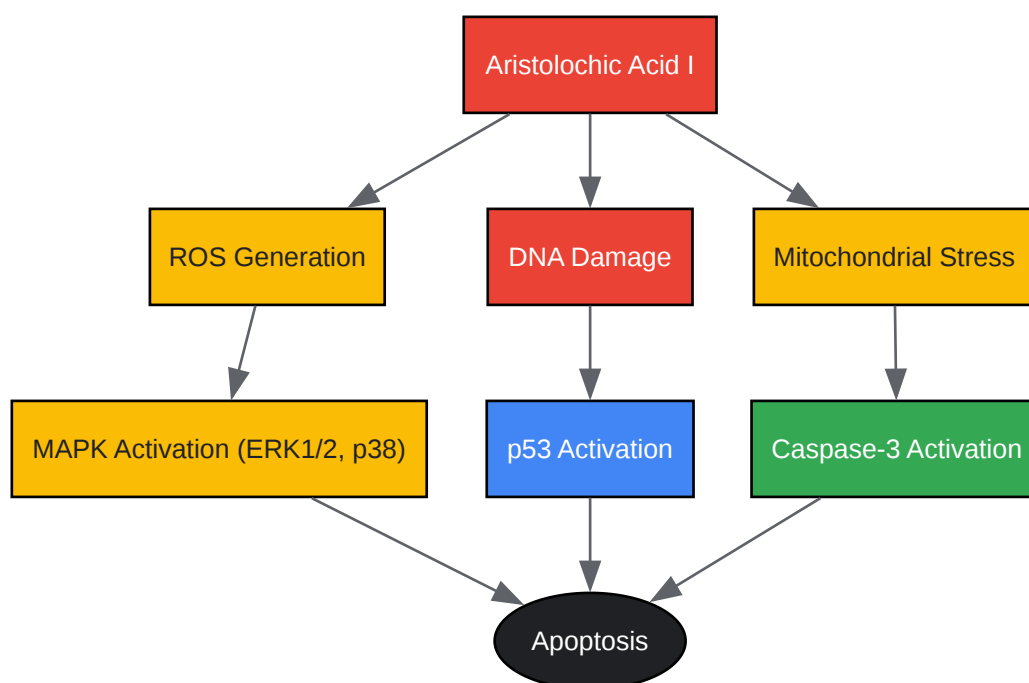 Aristolochic Acid I
ROS Generation
DNA Damage
Mitochondrial Stress
MAPK Activation (ERK1/2, p38)
p53 Activation
Caspase-3 Activation
Apoptosis